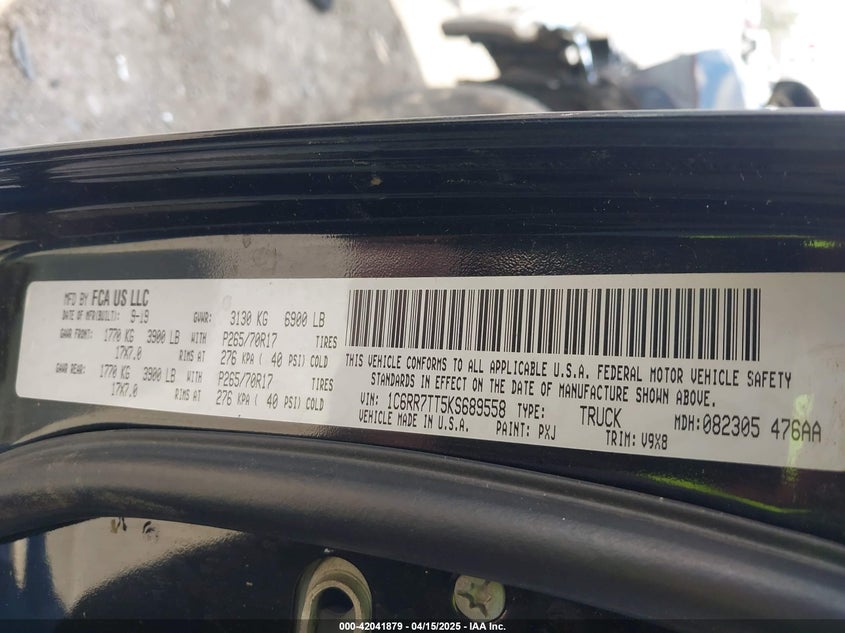 MFD BY FCA US LLC
DATE OF MFR(BUILT): 9-19 GVWR: 3130 KG 6900 LB
GAWR FRONT: 1770 KG 3900 LB WITH P265/70R17 TIRES
17X7.0 RIMS AT 276 KPA ( 40 PSI) COLD
GAWR REAR: 1770 KG 3900 LB WITH P265/70R17 TIRES
17X7.0 RIMS AT 276 KPA ( 40 PSI) COLD
THIS VEHICLE CONFORMS TO ALL APPLICABLE U.S.A. FEDERAL MOTOR VEHICLE SAFETY
STANDARDS IN EFFECT ON THE DATE OF MANUFACTURE SHOWN ABOVE.
VIN: 1C6RR7TT5KS689558 TYPE: TRUCK MDH:082305 476AA
VEHICLE MADE IN U.S.A. PAINT: PXJ TRIM: V9X8
000-42041879 - 04/15/2025 - IAA Inc.